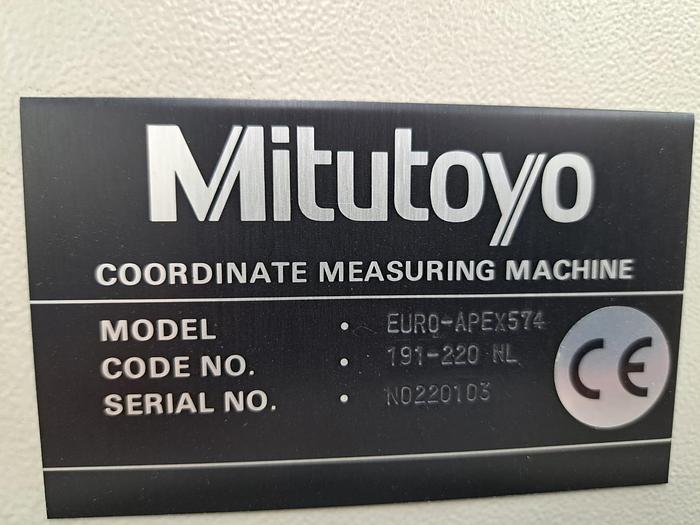 Mitutoyo
COORDINATE MEASURING MACHINE
MODEL • EURO-APEX574
CODE NO. • 191-220 NL
SERIAL NO. • N0220103
CE